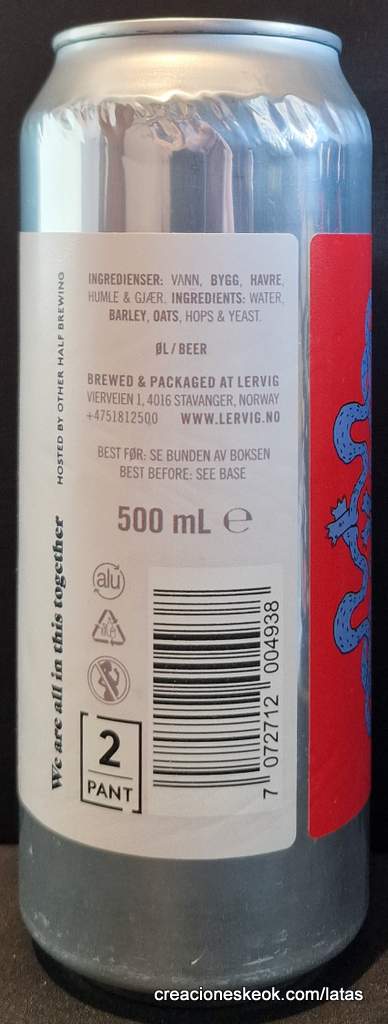 INGREDIENSER: VANN, BYGG, HAVRE,
HUMLE & GJÆR. INGREDIENTS: WATER,
BARLEY, OATS, HOPS & YEAST.
ØL / BEER
BREWED & PACKAGED AT LERVIG
VIERVEIEN 1, 4016 STAVANGER, NORWAY
+4751812500 WWW.LERVIG.NO
BEST FØR: SE BUNDEN AV BOKSEN
BEST BEFORE: SEE BASE
500 mL ℮
We are all in this together
HOSTED BY OTHER HALF BREWING
alu
2
PANT
7 072712 004938
creacioneskeok.com/latas